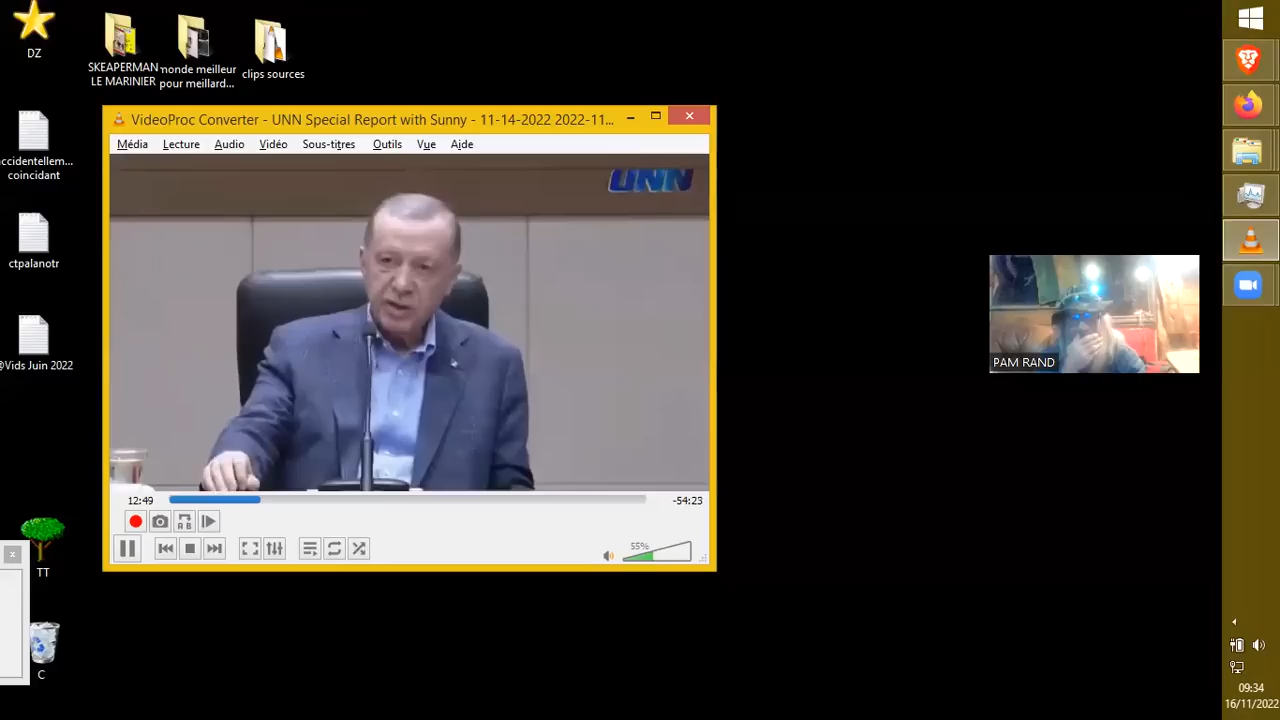 DZ
SKEAPERMAN
LE MARINIER
monde meilleur
pour meillard...
clips sources
ccidentellem...
coincidant
ctpalanotr
@Vids Juin 2022
TT
C
VideoProc Converter - UNN Special Report with Sunny - 11-14-2022 2022-11...
Média Lecture Audio Vidéo Sous-titres Outils Vue Aide
UNN
12:49
-54:23
A B
55%
PAM RAND
09:34
16/11/2022